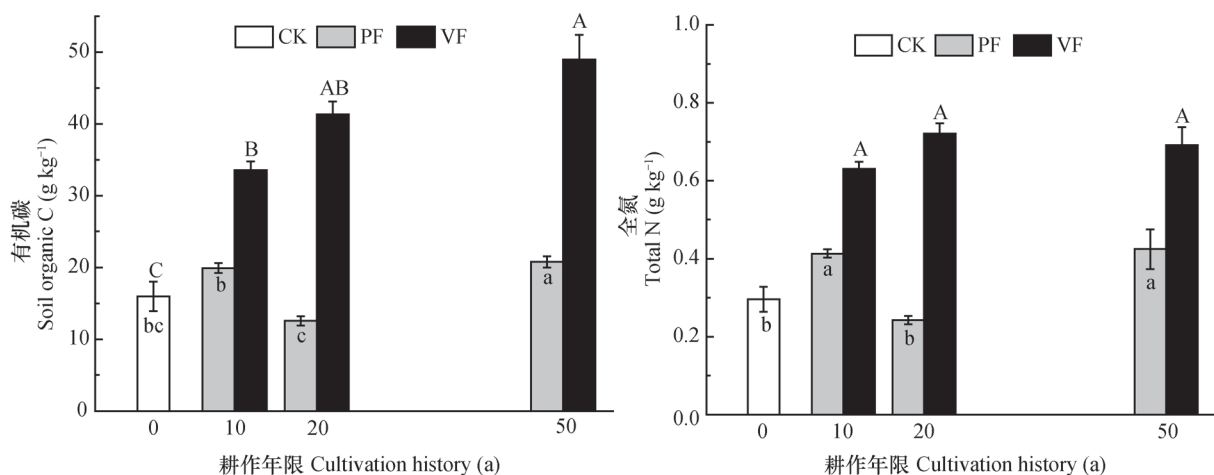 CK PF VF
有机碳
Soil organic C (g kg⁻¹)
50
40
30
20
10
0
C
bc
b
B
c
AB
a
A
0 10 20 50
耕作年限 Cultivation history (a)
CK PF VF
全氮
Total N (g kg⁻¹)
1.0
0.8
0.6
0.4
0.2
0.0
b
a
A
b
A
a
A
0 10 20 50
耕作年限 Cultivation history (a)